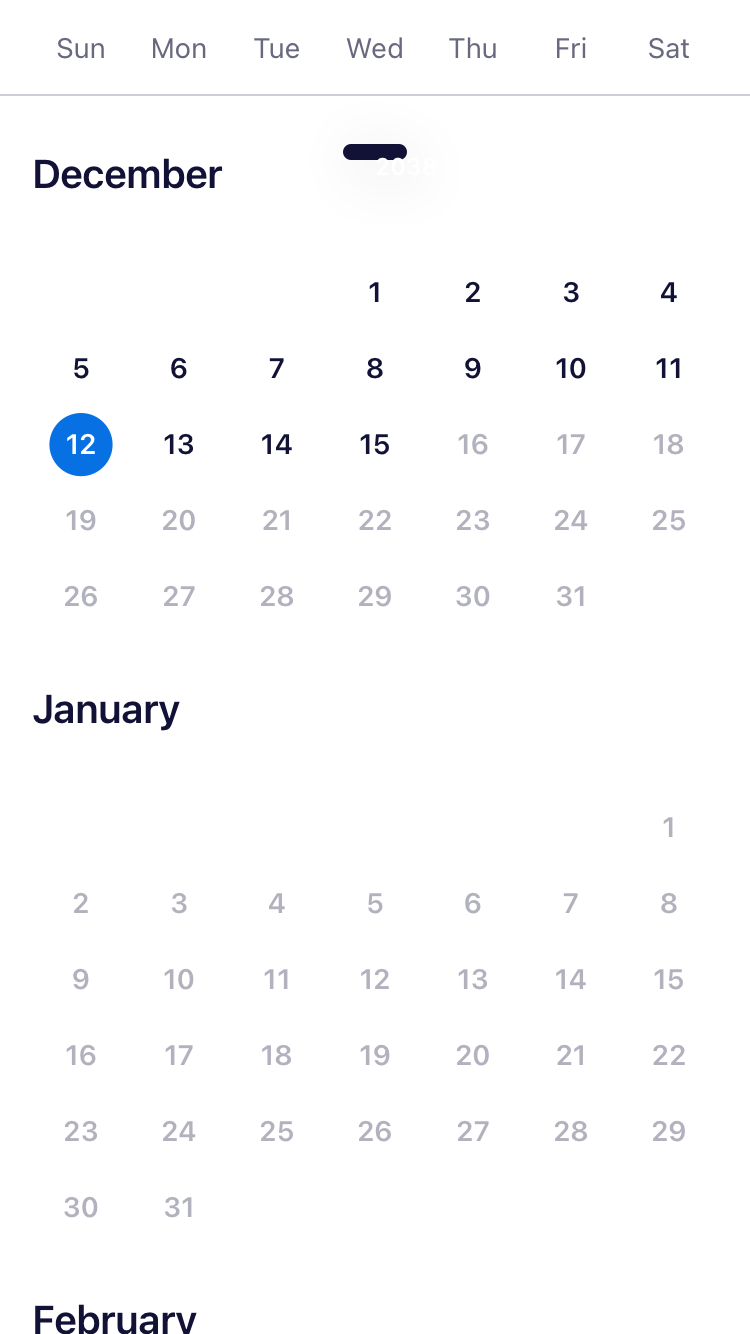 Sun Mon Tue Wed Thu Fri Sat
2038
December
1 2 3 4
5 6 7 8 9 10 11
12 13 14 15 16 17 18
19 20 21 22 23 24 25
26 27 28 29 30 31
January
1
2 3 4 5 6 7 8
9 10 11 12 13 14 15
16 17 18 19 20 21 22
23 24 25 26 27 28 29
30 31
February